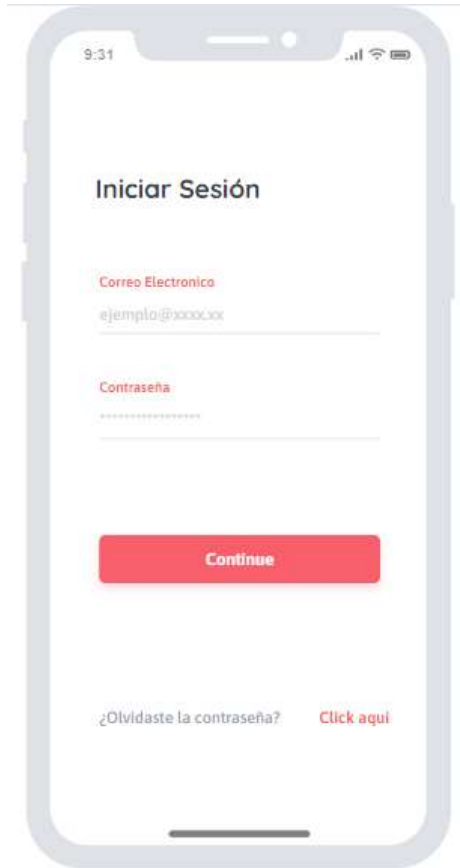 9:31
Iniciar Sesión
Correo Electronico
ejemplo@xxxx.xx
Contraseña
*****************
Continue
¿Olvidaste la contraseña? Click aqui